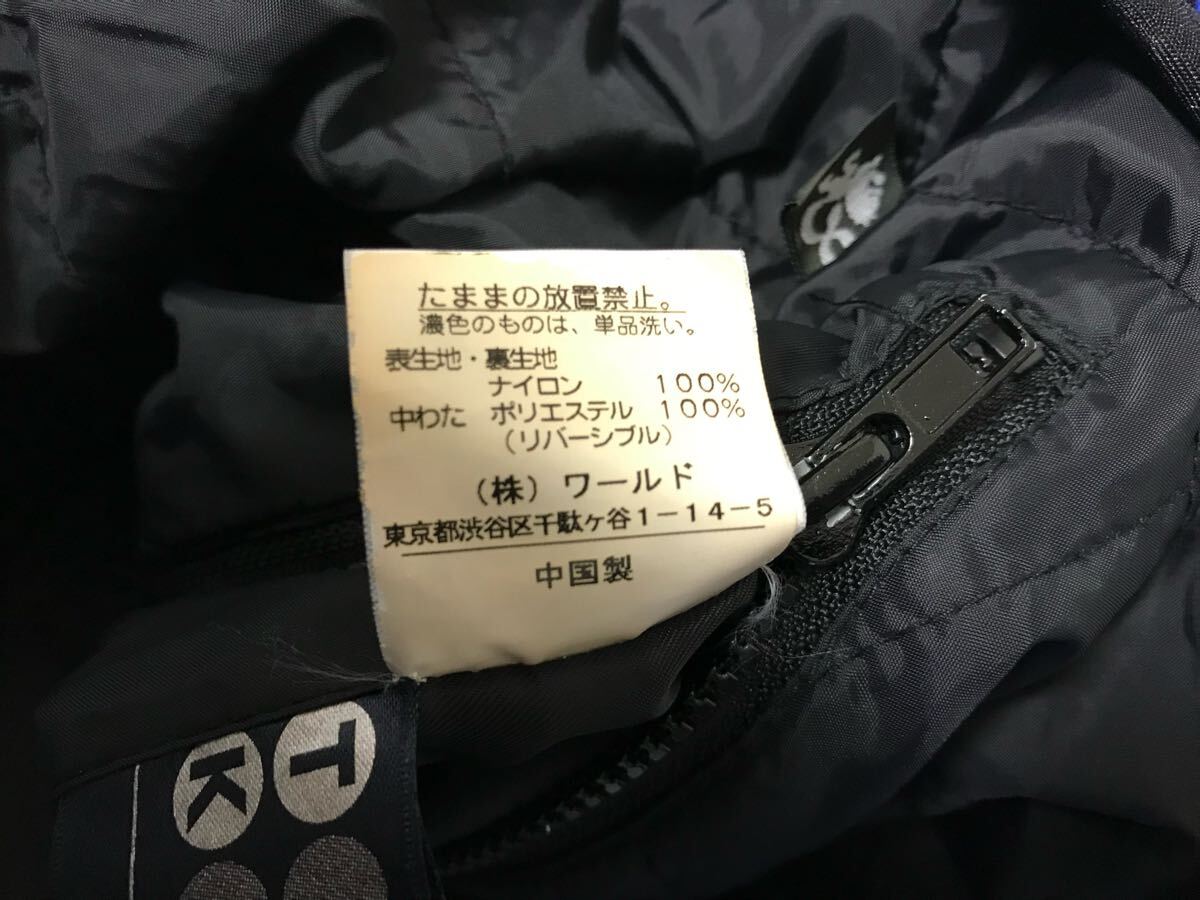 たままの放置禁止。
濃色のものは、単品洗い。
表生地・裏生地
ナイロン 100%
中わた ポリエステル 100%
(リバーシブル)
(株)ワールド
東京都渋谷区千駄ヶ谷1-14-5
中国製
T
K